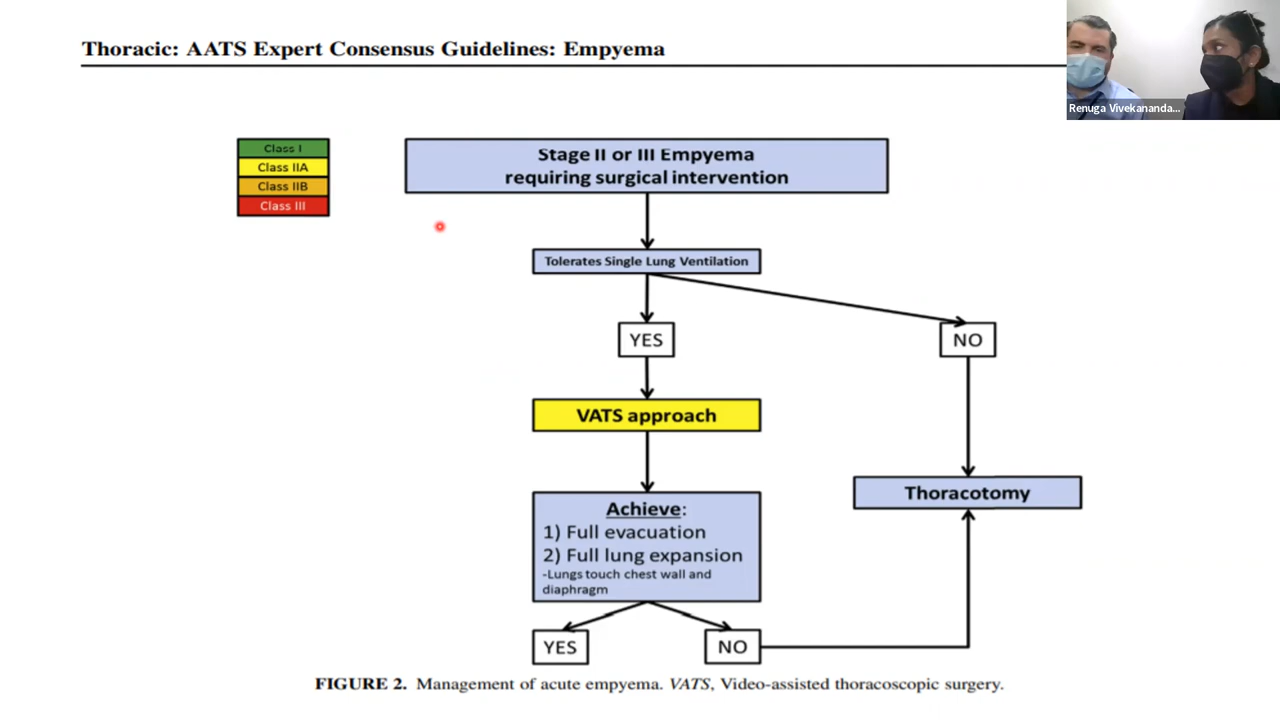 Thoracic: AATS Expert Consensus Guidelines: Empyema
Renuga Vivekananda...
Class I
Class IIA
Class IIB
Class III
Stage II or III Empyema
requiring surgical intervention
Tolerates Single Lung Ventilation
YES
NO
VATS approach
Thoracotomy
Achieve:
1) Full evacuation
2) Full lung expansion
-Lungs touch chest wall and
diaphragm
YES
NO
FIGURE 2. Management of acute empyema. VATS, Video-assisted thoracoscopic surgery.